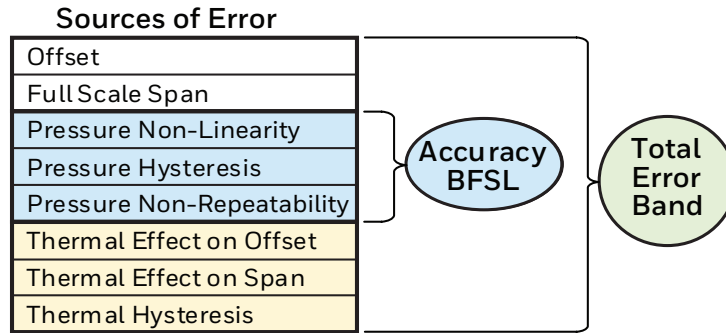 Sources of Error
Offset
Full Scale Span
Pressure Non-Linearity
Pressure Hysteresis
Pressure Non-Repeatability
Thermal Effect on Offset
Thermal Effect on Span
Thermal Hysteresis
Accuracy
BFSL
Total
Error
Band